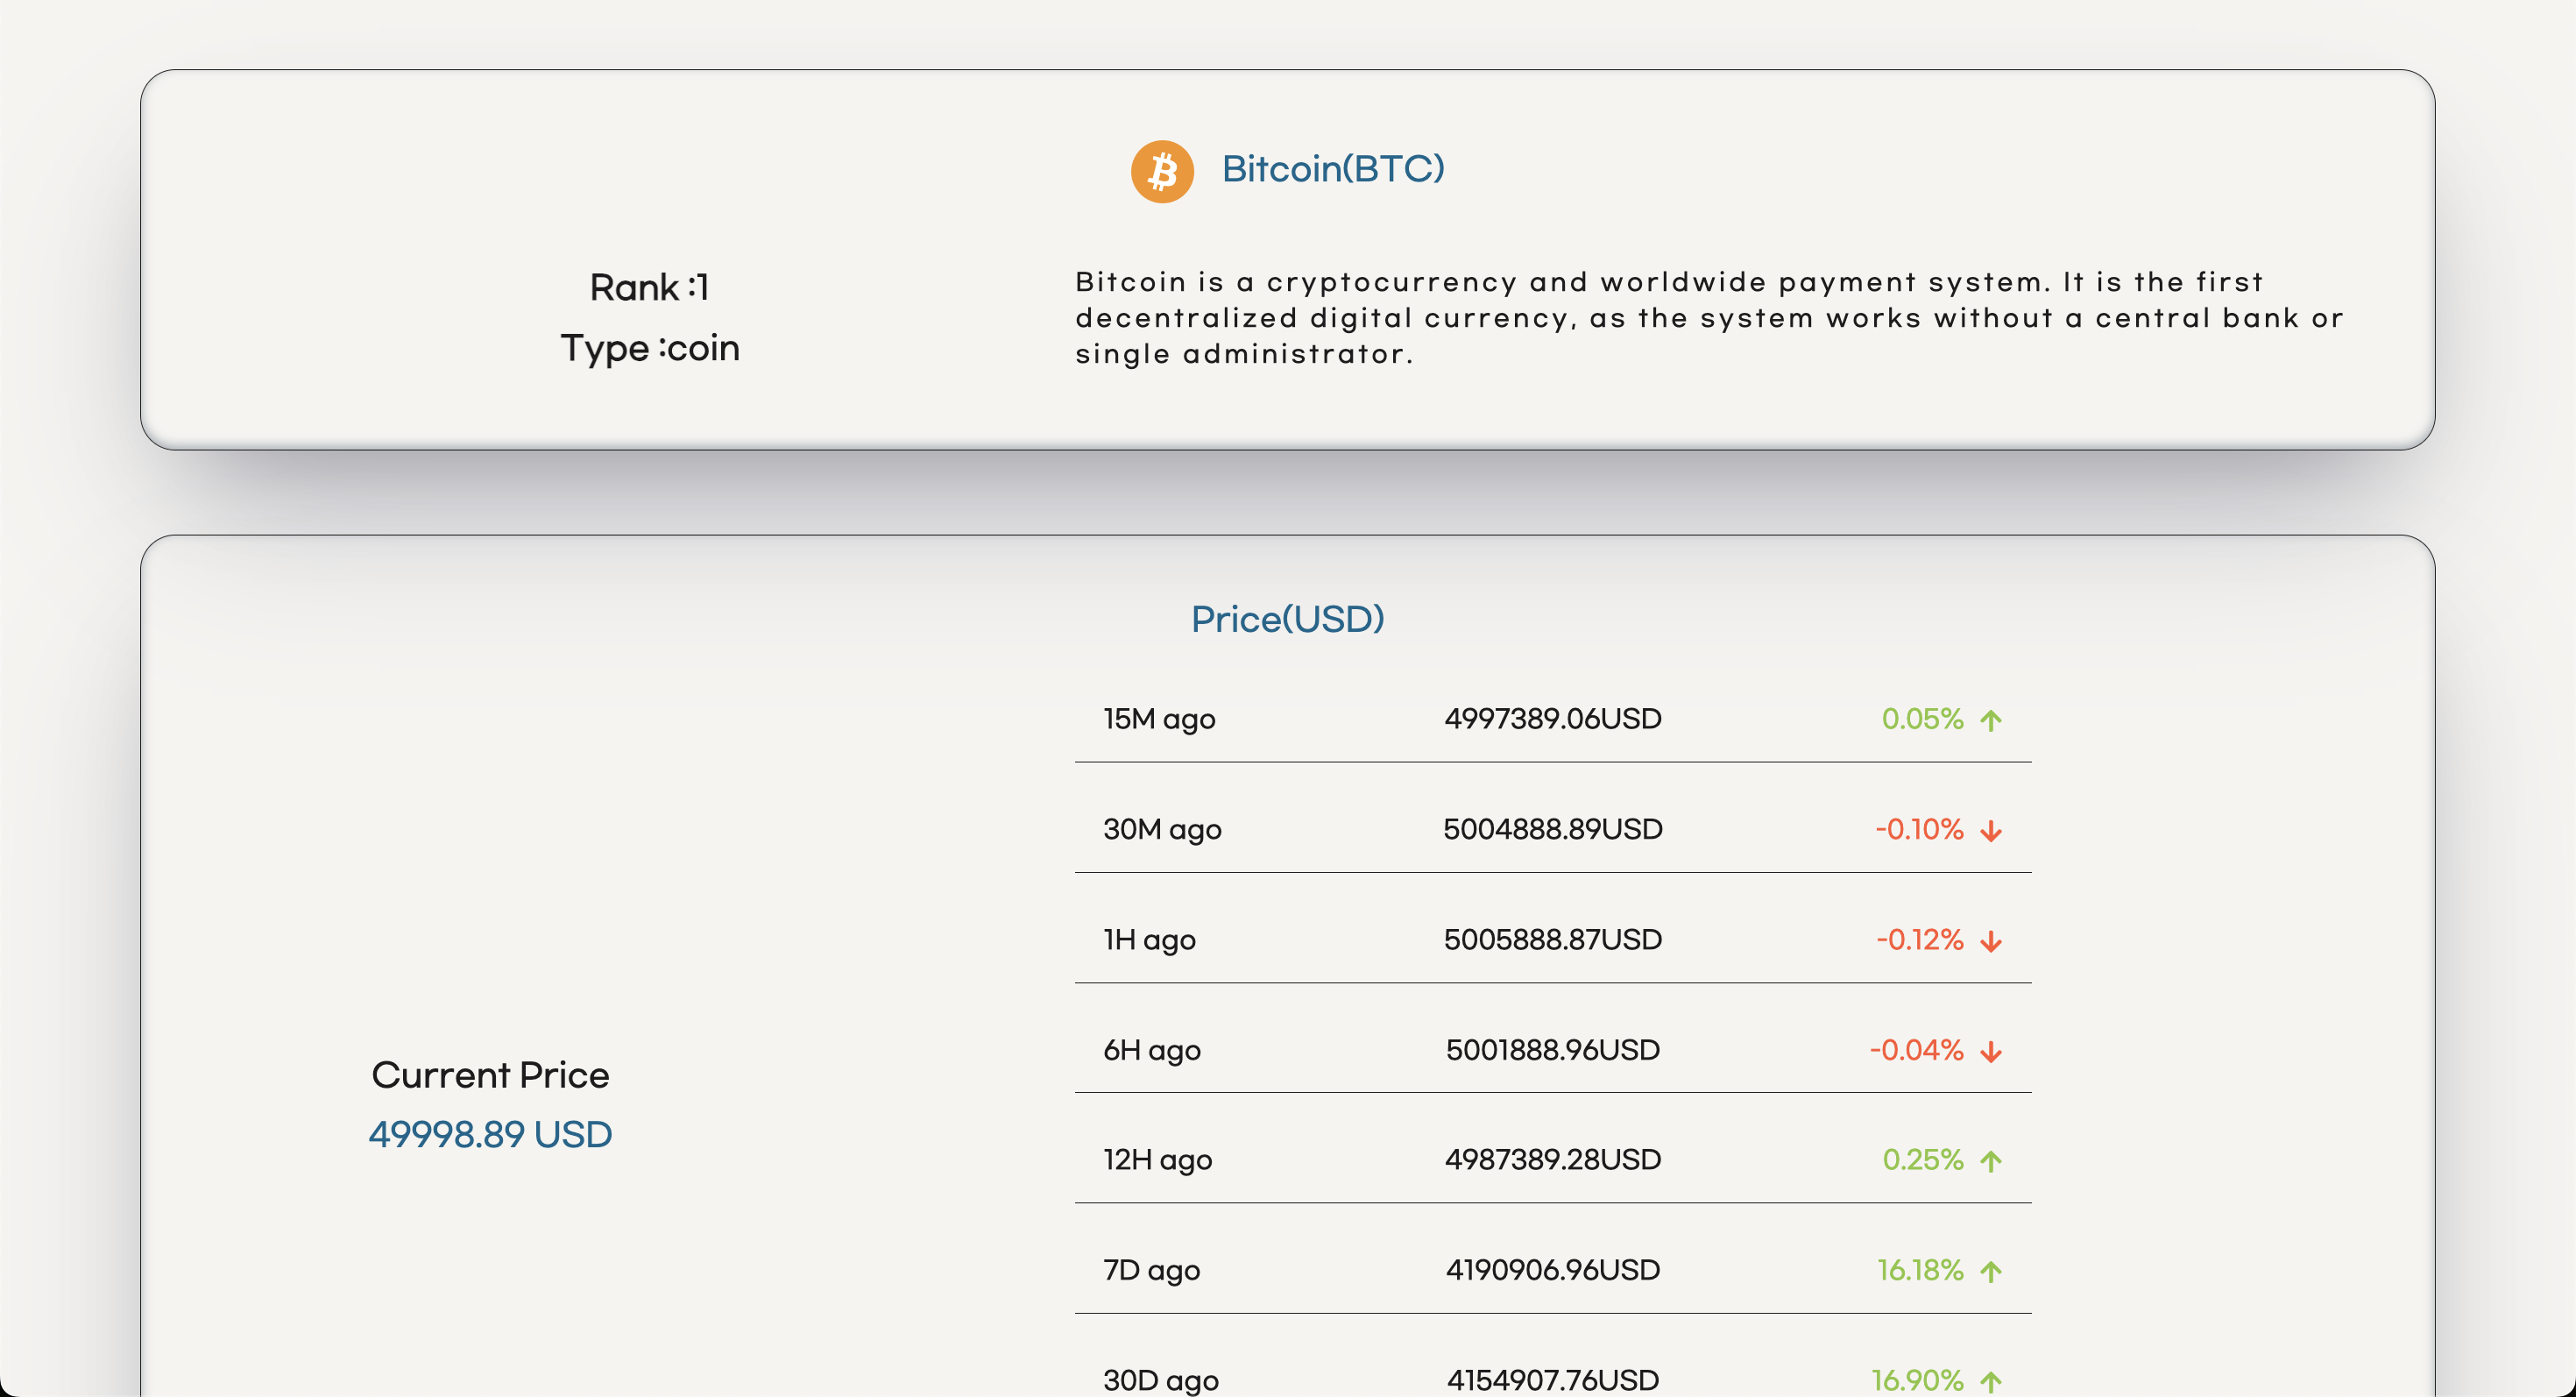 Bitcoin(BTC)
Rank :1
Type :coin
Bitcoin is a cryptocurrency and worldwide payment system. It is the first
decentralized digital currency, as the system works without a central bank or
single administrator.
Price(USD)
Current Price
49998.89 USD
15M ago 4997389.06USD 0.05%
30M ago 5004888.89USD -0.10%
1H ago 5005888.87USD -0.12%
6H ago 5001888.96USD -0.04%
12H ago 4987389.28USD 0.25%
7D ago 4190906.96USD 16.18%
30D ago 4154907.76USD 16.90%